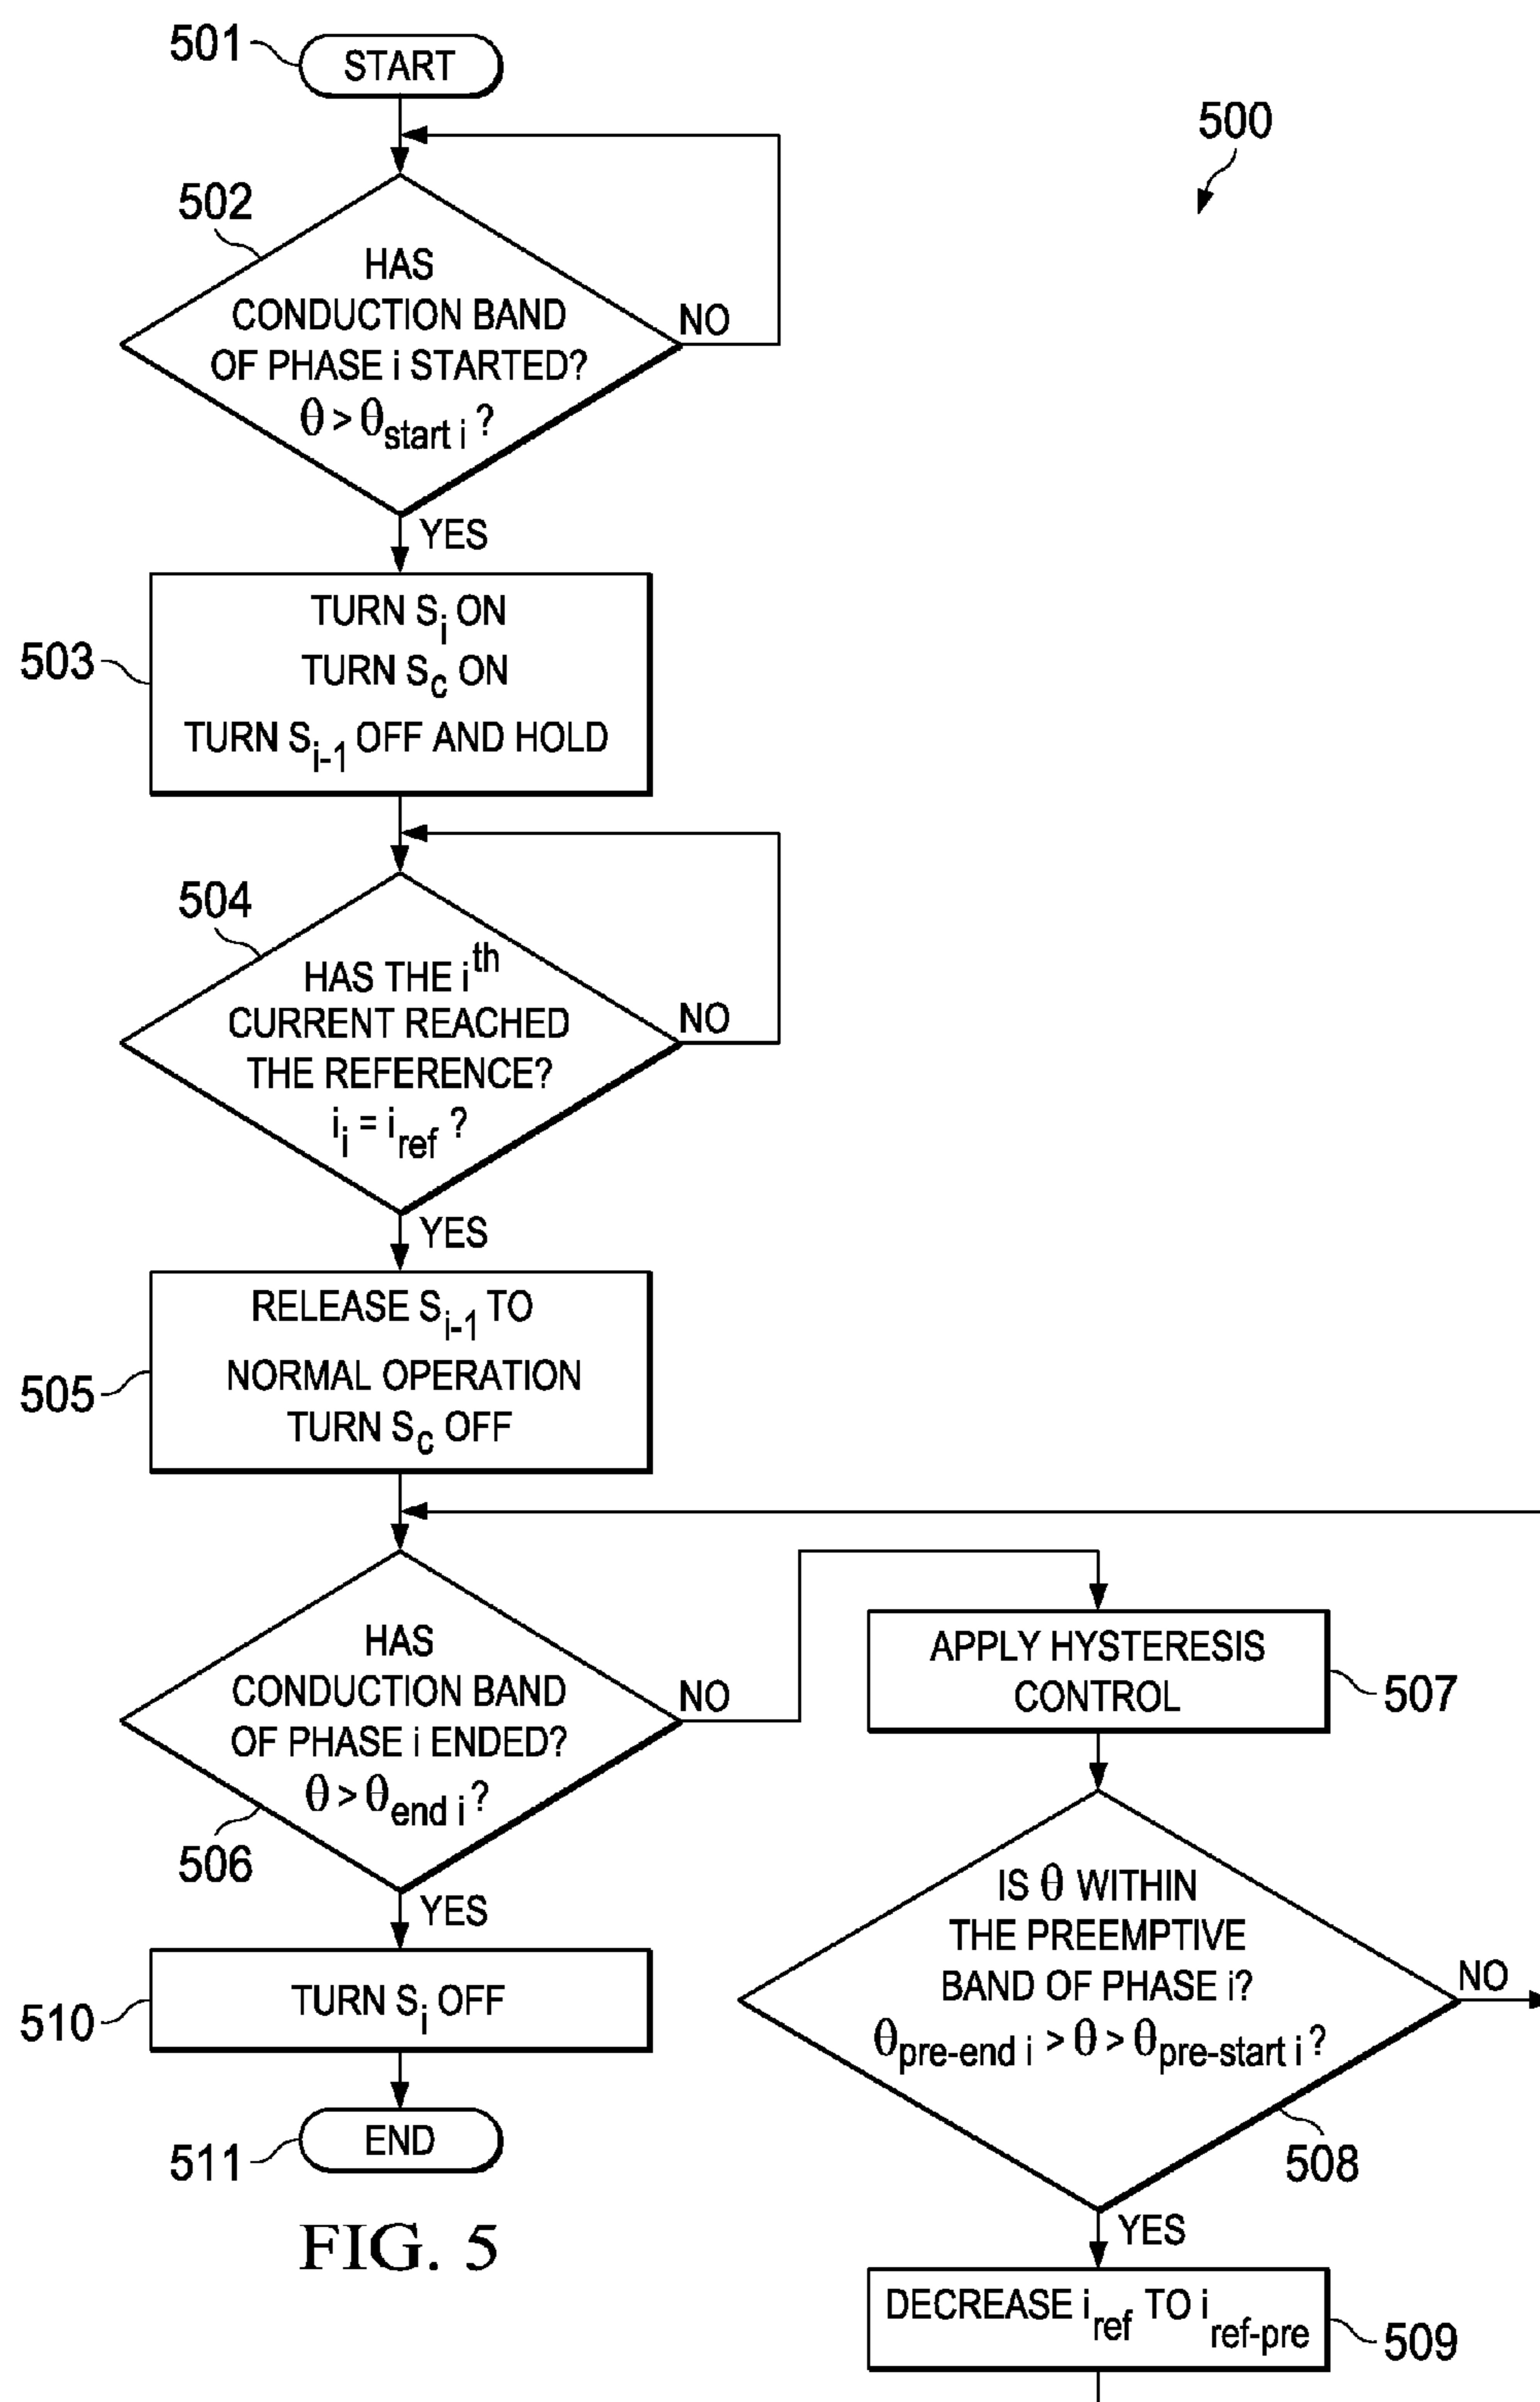 501
START
500
502
HAS
CONDUCTION BAND
OF PHASE i STARTED?
θ > θstart i ?
NO
YES
503
TURN Si ON
TURN Sc ON
TURN Si-1 OFF AND HOLD
504
HAS THE ith
CURRENT REACHED
THE REFERENCE?
ii = iref ?
NO
YES
505
RELEASE Si-1 TO
NORMAL OPERATION
TURN Sc OFF
HAS
CONDUCTION BAND
OF PHASE i ENDED?
θ > θend i ?
506
NO
YES
APPLY HYSTERESIS
CONTROL
507
IS θ WITHIN
THE PREEMPTIVE
BAND OF PHASE i?
θpre-end i > θ > θpre-start i ?
NO
508
YES
510
TURN Si OFF
511
END
DECREASE iref TO iref-pre
509
FIG. 5